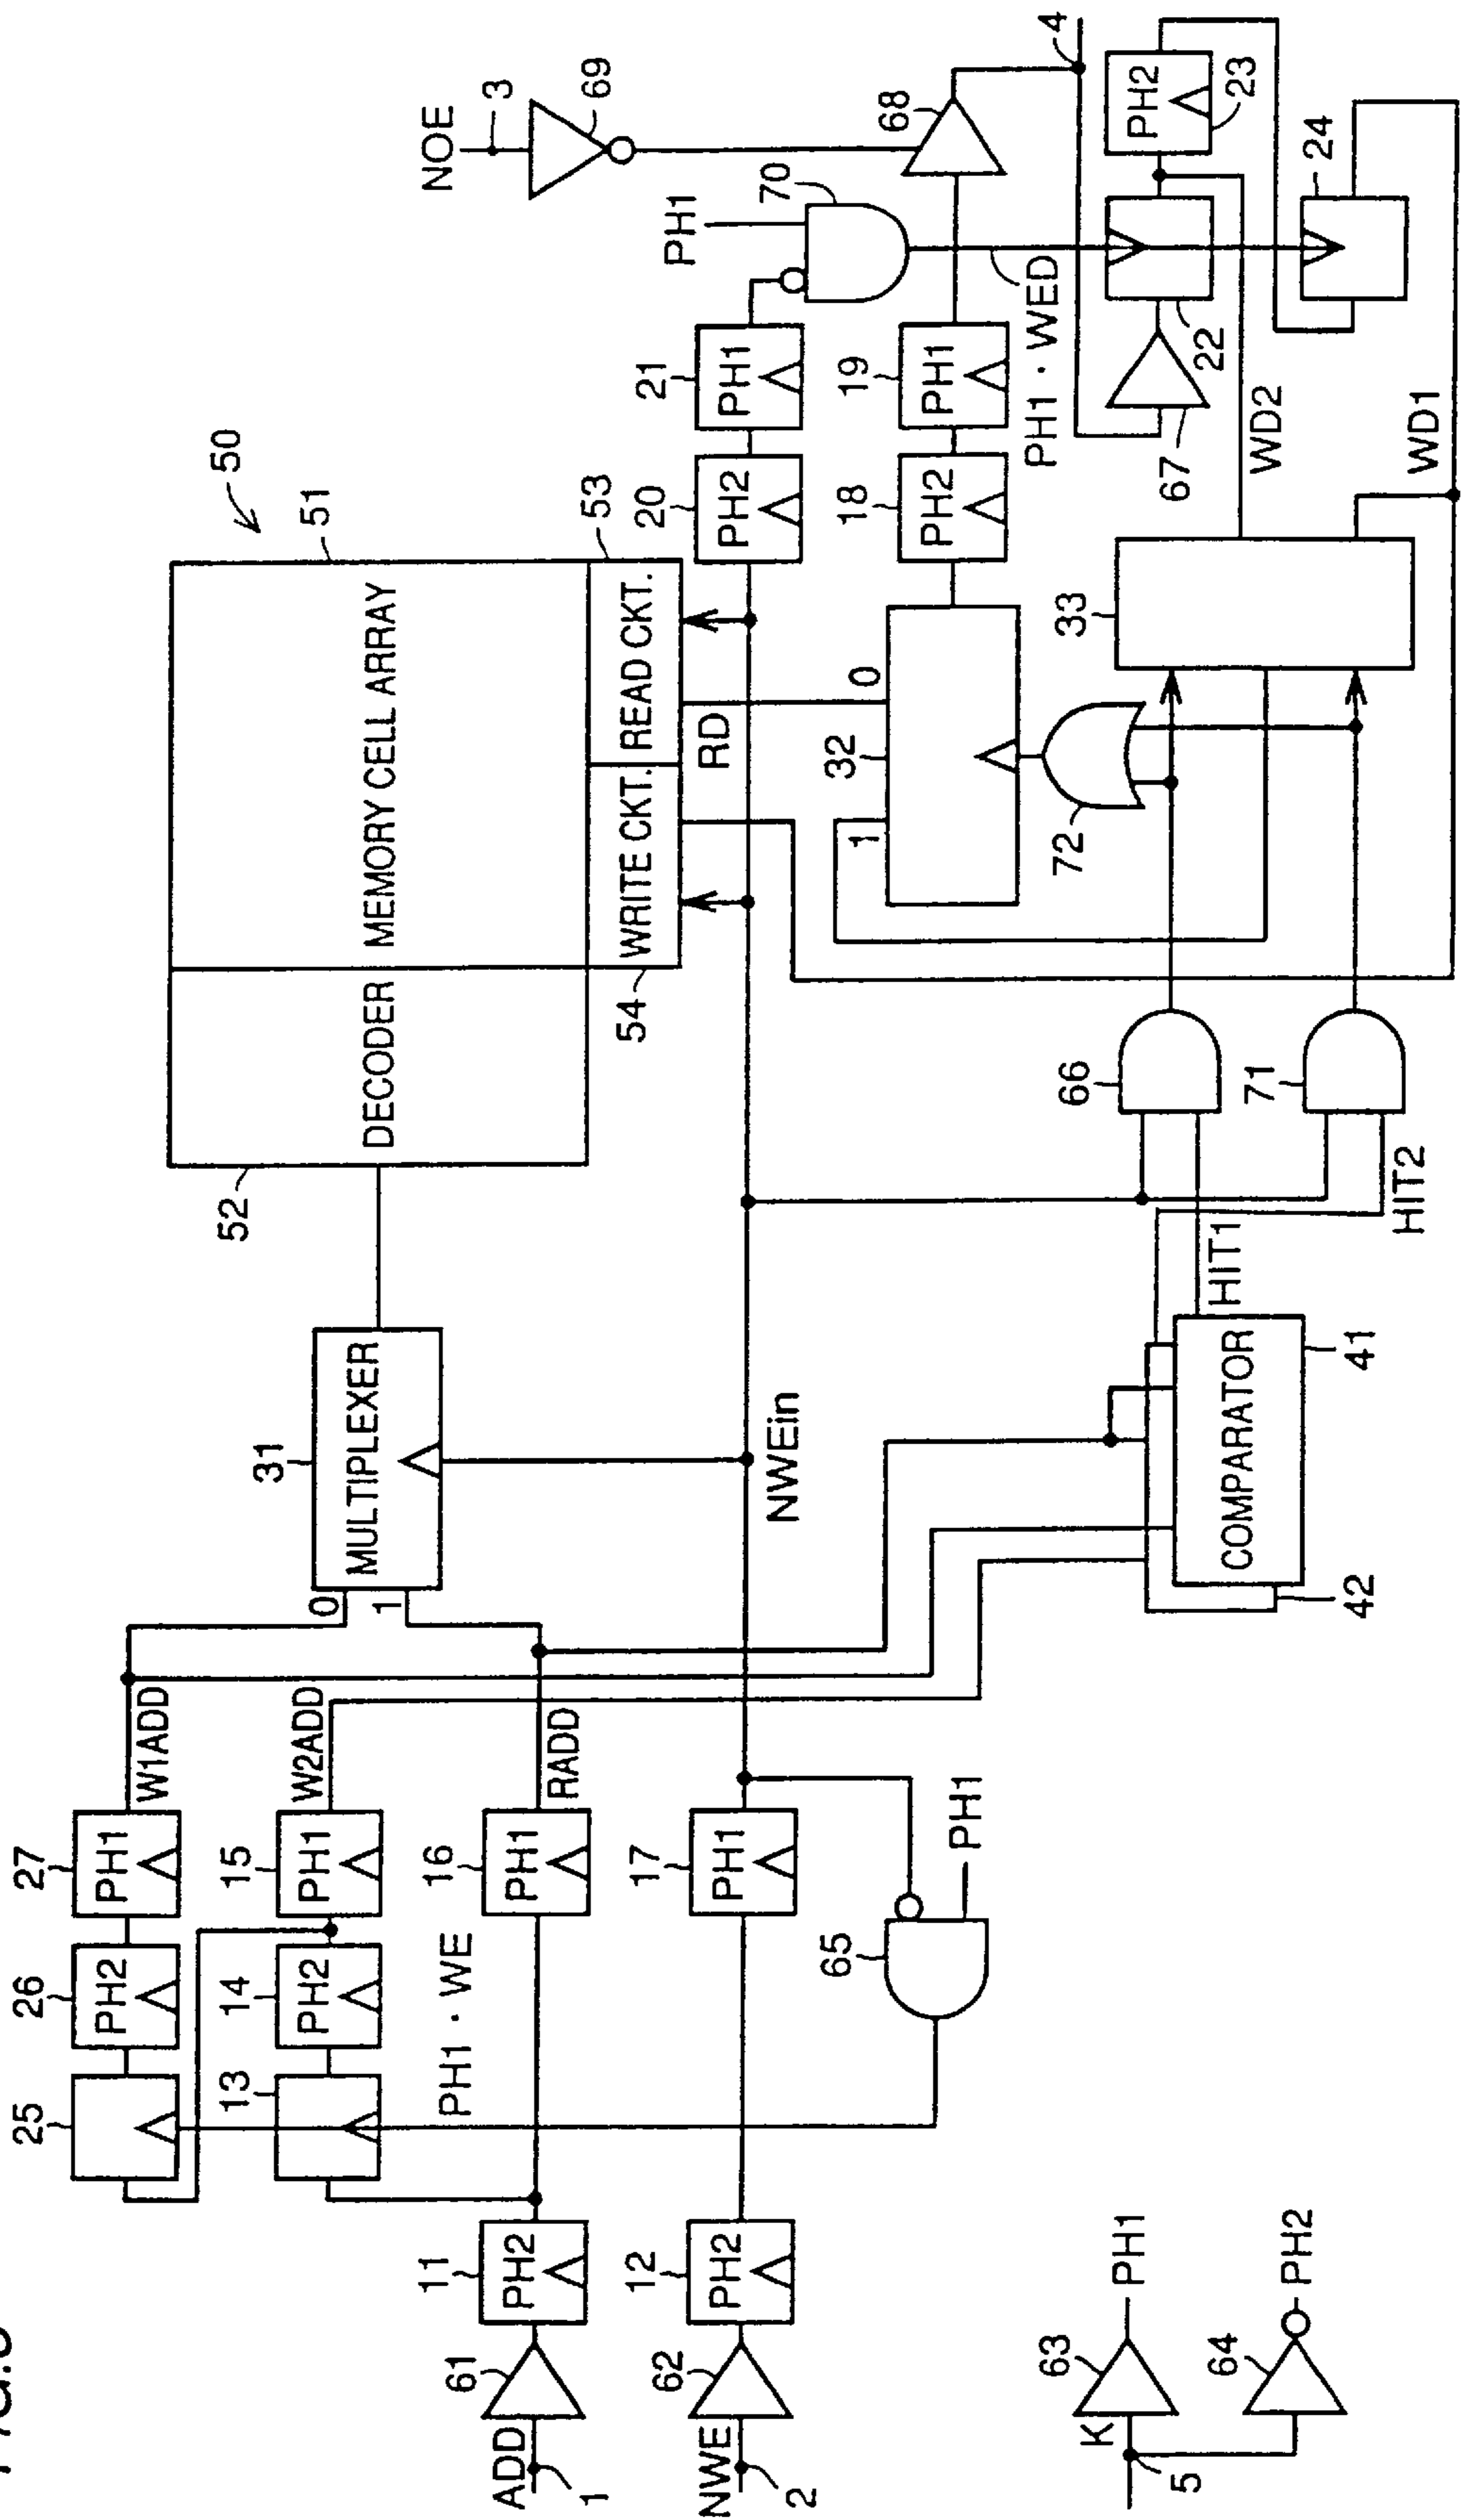 25
26
27
PH2
PH1
W1ADD
52
50
51
DECODER
MEMORY CELL ARRAY
13
14
15
PH2
PH1
W2ADD
0
1
31
MULTIPLEXER
54
WRITE CKT.
READ CKT.
53
11
PH2
PH1 · WE
16
PH1
RADD
61
ADD
1
12
PH2
17
PH1
62
NWE
2
NWEin
RD
20
PH2
21
PH1
NOE
3
69
65
PH1
32
1
0
18
PH2
19
PH1
PH1
70
68
72
33
PH1 · WED
4
63
K
PH1
5
64
PH2
42
COMPARATOR
41
HIT1
HIT2
66
71
67
22
PH2
23
WD2
24
WD1